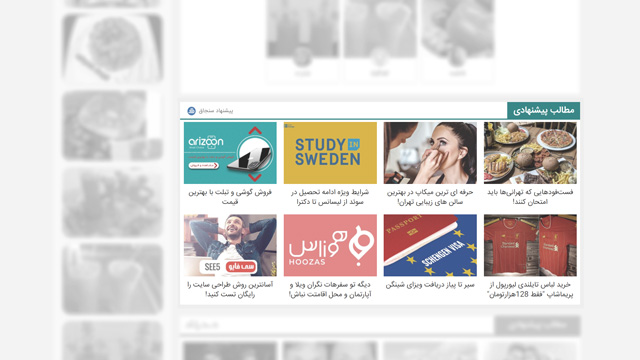 مطالب پیشنهادی
پیشنهاد سنجاق
فست‌فودهایی که تهرانی‌ها باید
امتحان کنند!
حرفه ای ترین میکاپ در بهترین
سالن های زیبایی تهران!
STUDY IN
SWEDEN
شرایط ویژه ادامه تحصیل در
سوئد از لیسانس تا دکترا
arizoon
فروش گوشی و تبلت با بهترین
قیمت
خرید لباس تایلندی لیورپول از
پریماشاپ "فقط 128هزارتومان"
PASSPORT
SCHENGEN VISA
سیر تا پیاز دریافت ویزای شینگن
هوزاس
HOOZAS
دیگه تو سفرهات نگران ویلا و
آپارتمان و محل اقامتت نباش!
SEE5
سی فایو
آسانترین روش طراحی سایت را
رایگان تست کنید!